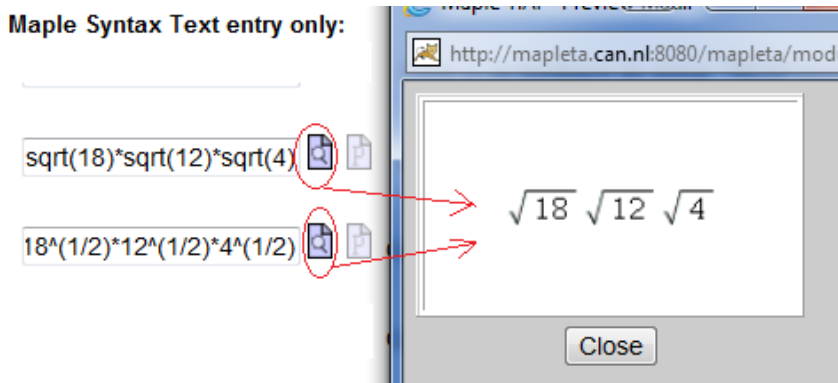 Maple Syntax Text entry only:
sqrt(18)*sqrt(12)*sqrt(4)
18^(1/2)*12^(1/2)*4^(1/2)
http://mapleta.can.nl:8080/mapleta/mod
√18 √12 √4
Close